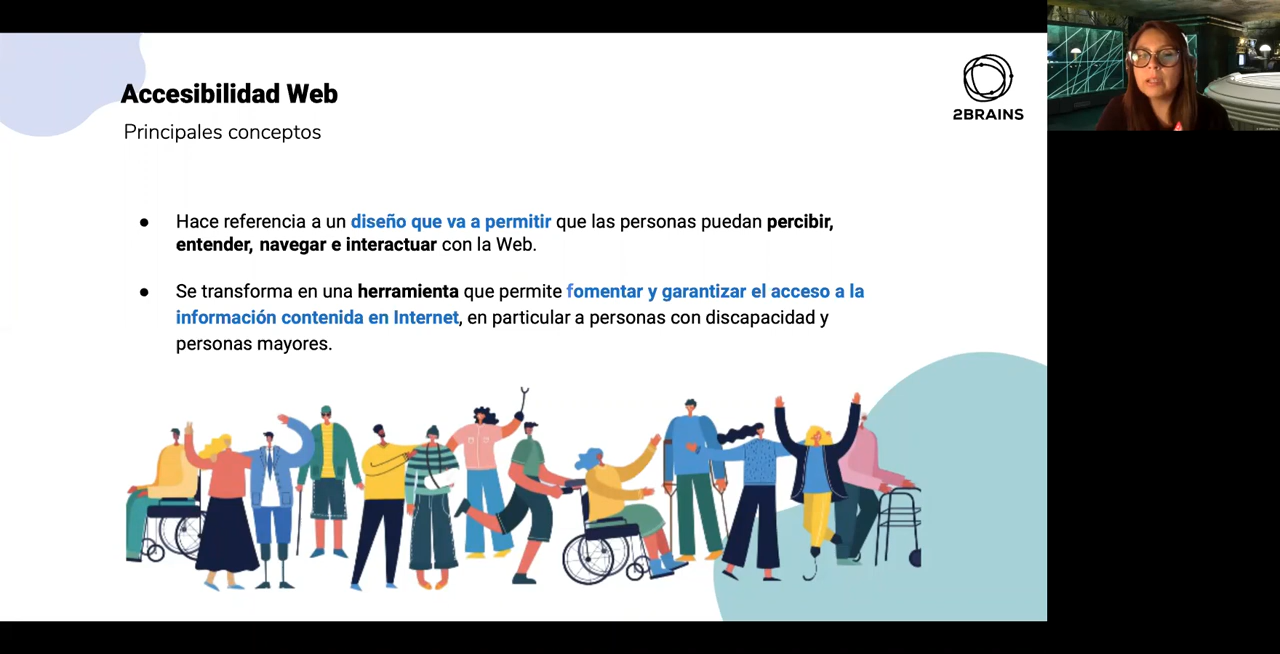 Accesibilidad Web
Principales conceptos
2BRAINS
● Hace referencia a un diseño que va a permitir que las personas puedan percibir,
entender, navegar e interactuar con la Web.
● Se transforma en una herramienta que permite fomentar y garantizar el acceso a la
información contenida en Internet, en particular a personas con discapacidad y
personas mayores.